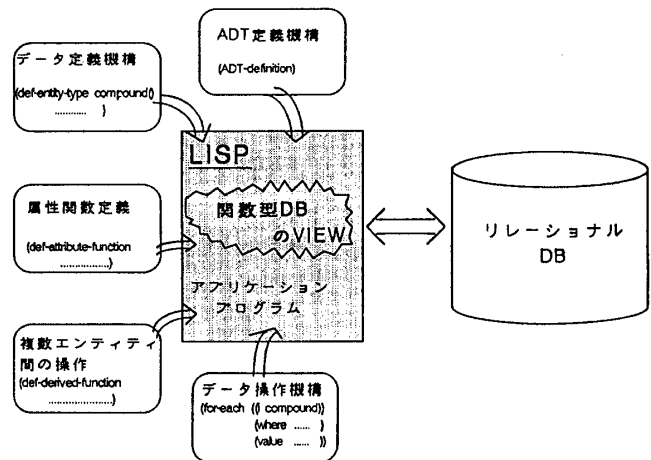 ADT定義機構
(ADT-definition)
データ定義機構
(def-entity-type compound()
............ )
LISP
関数型DB
のVIEW
アプリケーション
プログラム
属性関数定義
(def-attribute-function
................)
複数エンティティ
間の操作
(def-derived-function
.....................)
データ操作機構
(for-each ((i compound))
(where ...... )
(value ...... ))
リレーショナル
DB